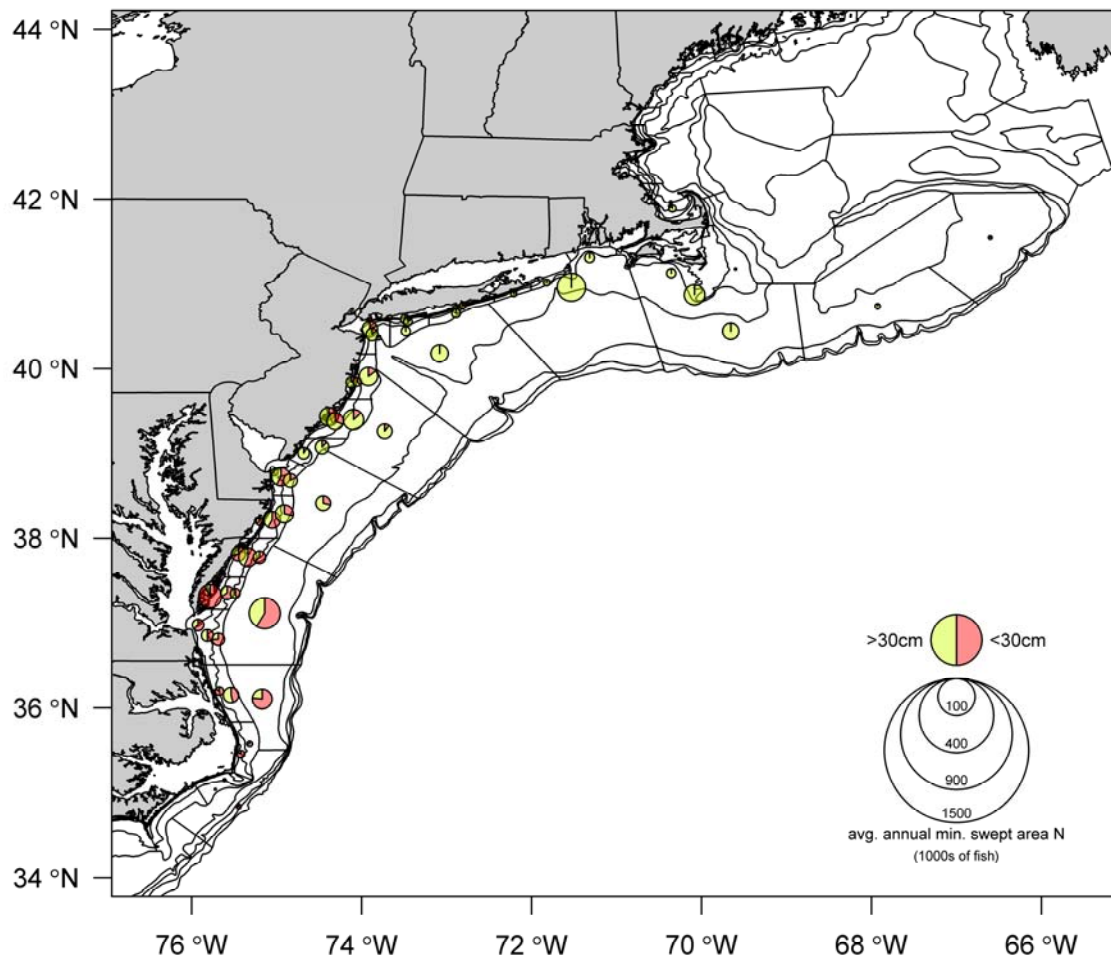 44 °N
42 °N
40 °N
38 °N
36 °N
34 °N
>30cm <30cm
100
400
900
1500
avg. annual min. swept area N
(1000s of fish)
76 °W 74 °W 72 °W 70 °W 68 °W 66 °W